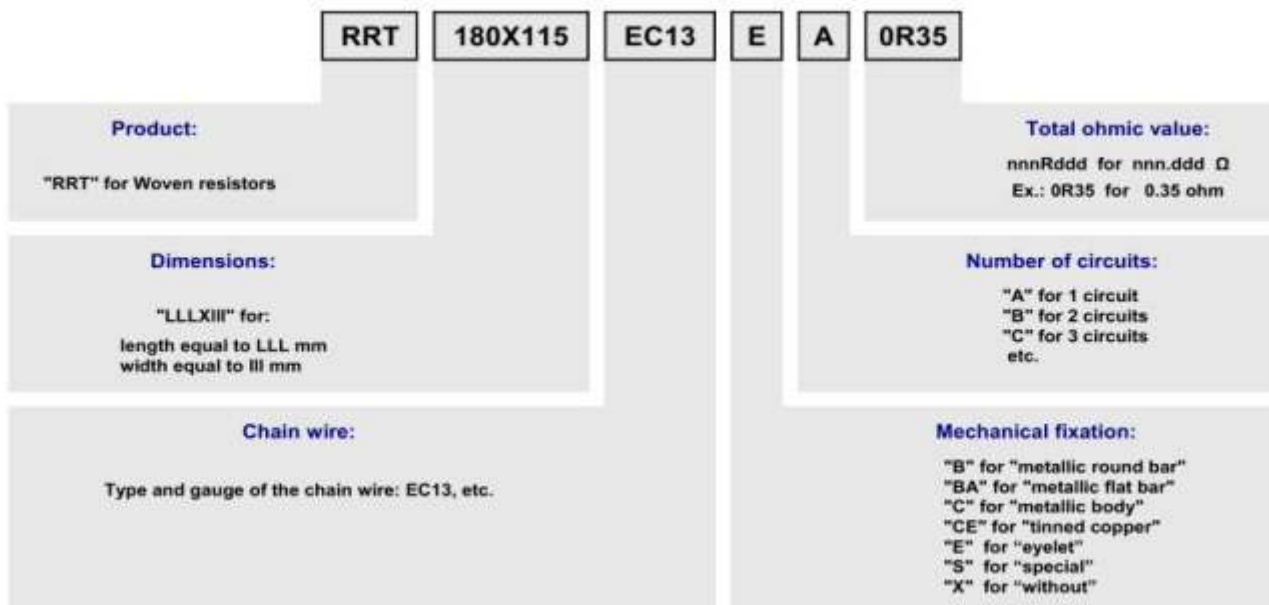 RRT 180X115 EC13 E A 0R35
Product:
"RRT" for Woven resistors
Total ohmic value:
nnnRddd for nnn.ddd Ω
Ex.: 0R35 for 0.35 ohm
Dimensions:
"LLLXlll" for:
length equal to LLL mm
width equal to lll mm
Number of circuits:
"A" for 1 circuit
"B" for 2 circuits
"C" for 3 circuits
etc.
Chain wire:
Type and gauge of the chain wire: EC13, etc.
Mechanical fixation:
"B" for "metallic round bar"
"BA" for "metallic flat bar"
"C" for "metallic body"
"CE" for "tinned copper"
"E" for “eyelet”
"S" for “special”
"X" for “without”